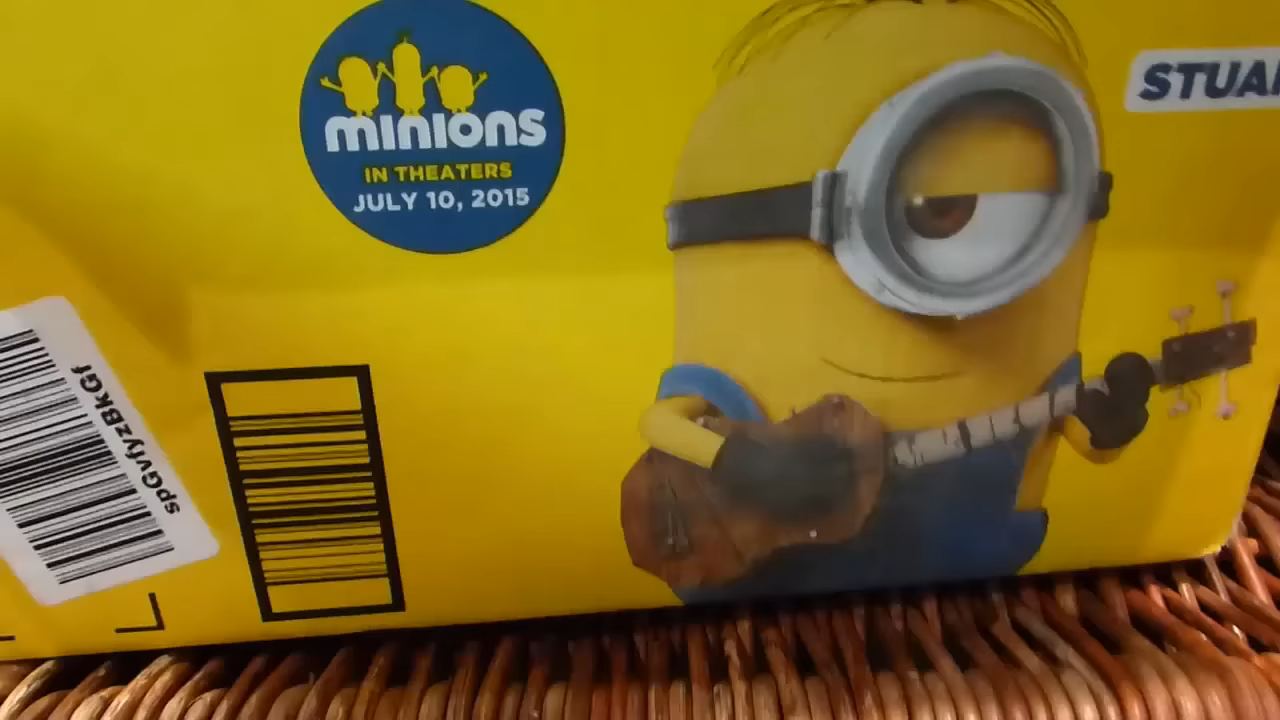 minions
IN THEATERS
JULY 10, 2015
STUA
spGvfyzBkGf